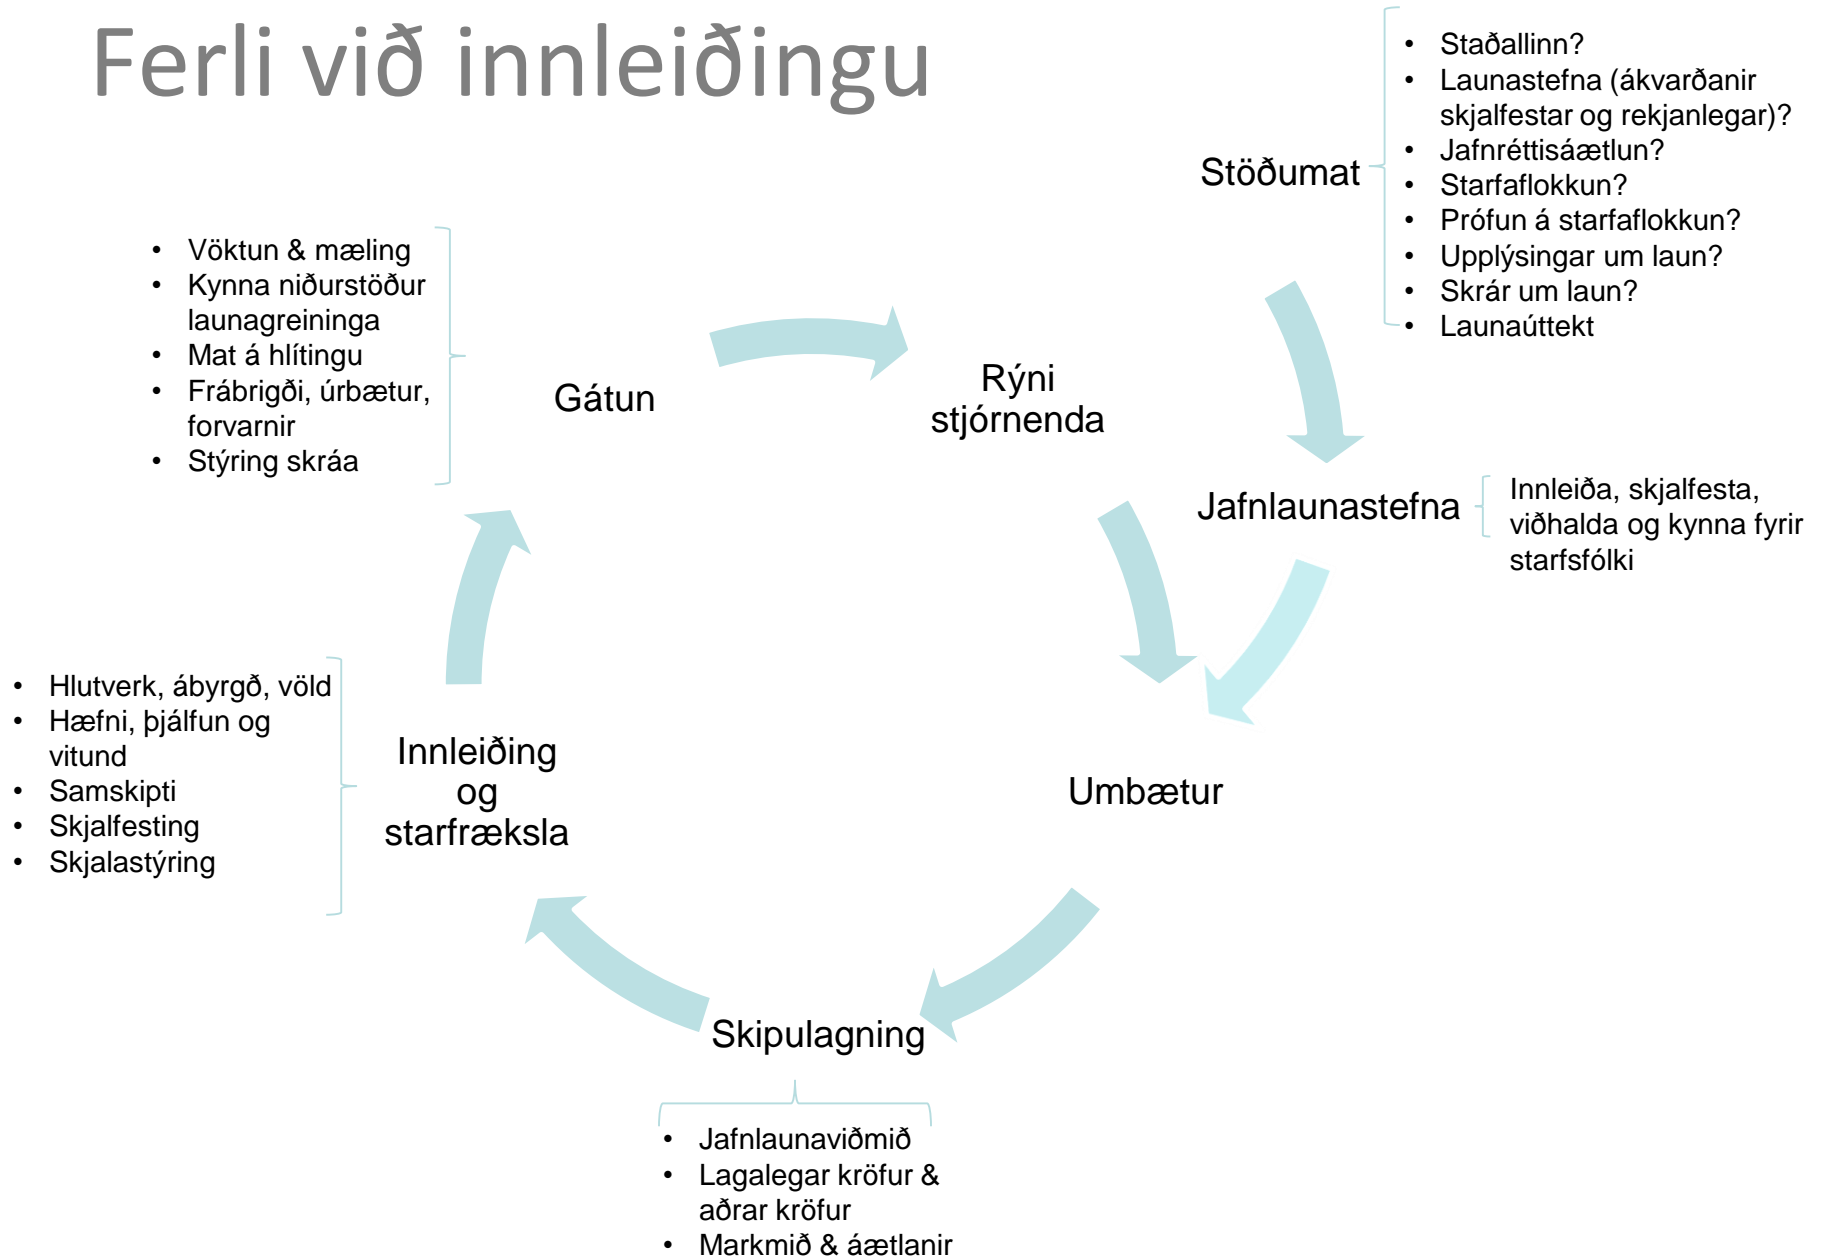 Ferli við innleiðingu
Stöðumat
• Staðallinn?
• Launastefna (ákvarðanir
skjalfestar og rekjanlegar)?
• Jafnréttisáætlun?
• Starfaflokkun?
• Prófun á starfaflokkun?
• Upplýsingar um laun?
• Skrár um laun?
• Launaúttekt
Jafnlaunastefna
Innleiða, skjalfesta,
viðhalda og kynna fyrir
starfsfólki
Umbætur
Skipulagning
• Jafnlaunaviðmið
• Lagalegar kröfur &
aðrar kröfur
• Markmið & áætlanir
Innleiðing
og
starfræksla
• Hlutverk, ábyrgð, völd
• Hæfni, þjálfun og
vitund
• Samskipti
• Skjalfesting
• Skjalastýring
Gátun
• Vöktun & mæling
• Kynna niðurstöður
launagreininga
• Mat á hlítingu
• Frábrigði, úrbætur,
forvarnir
• Stýring skráa
Rýni
stjórnenda